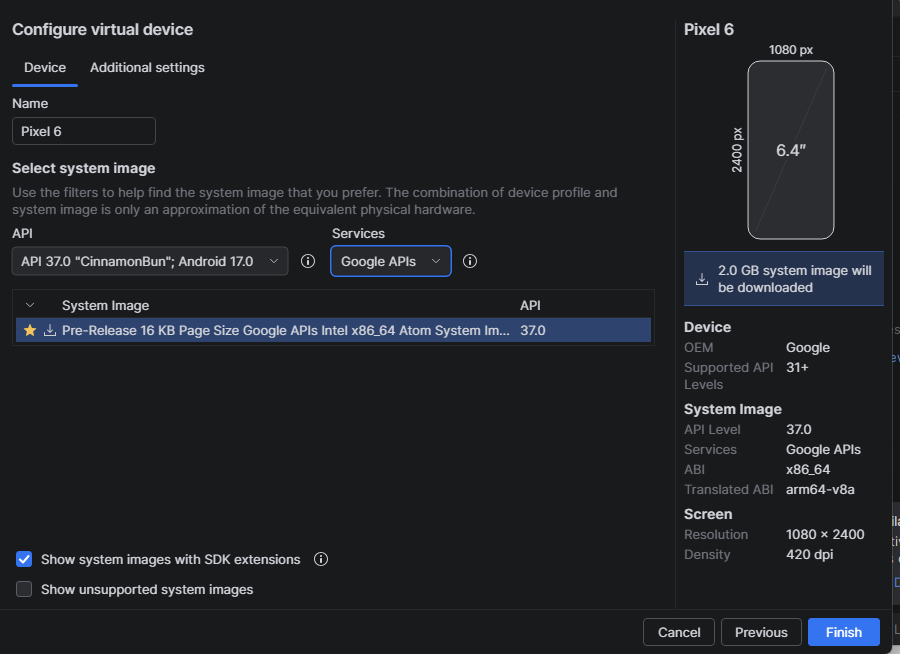 Configure virtual device
Device
Additional settings
Name
Pixel 6
Select system image
Use the filters to help find the system image that you prefer. The combination of device profile and
system image is only an approximation of the equivalent physical hardware.
API
Services
API 37.0 "CinnamonBun"; Android 17.0
Google APIs
System Image
API
Pre-Release 16 KB Page Size Google APIs Intel x86_64 Atom System Im...
37.0
Show system images with SDK extensions
Show unsupported system images
Pixel 6
1080 px
2400 px
6.4″
2.0 GB system image will
be downloaded
Device
OEM
Google
Supported API
Levels
31+
System Image
API Level
37.0
Services
Google APIs
ABI
x86_64
Translated ABI
arm64-v8a
Screen
Resolution
1080 × 2400
Density
420 dpi
Cancel
Previous
Finish